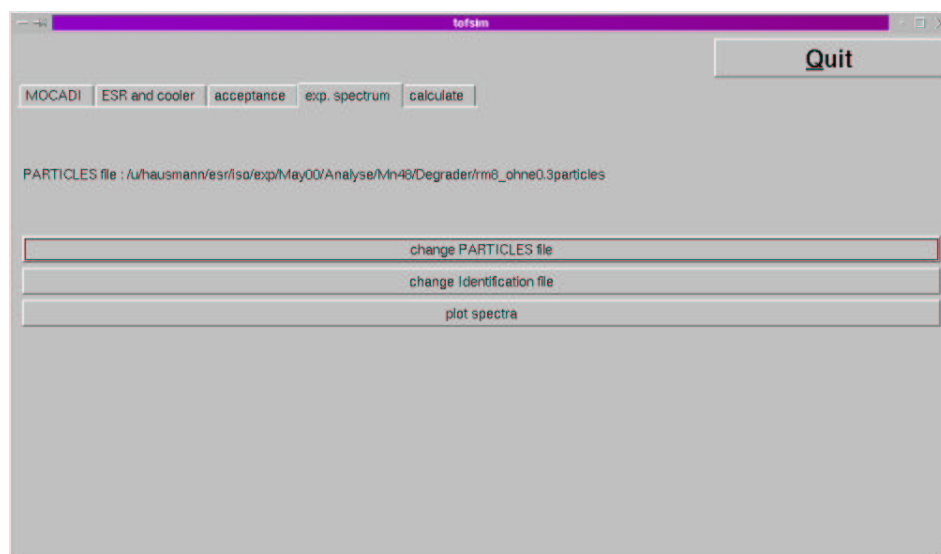 tofsim
Quit
MOCADI ESR and cooler acceptance exp. spectrum calculate
PARTICLES file : /u/hausmann/esr/iso/exp/May00/Analyse/Mn48/Degrader/rm8_ohne0.3particles
change PARTICLES file
change Identification file
plot spectra